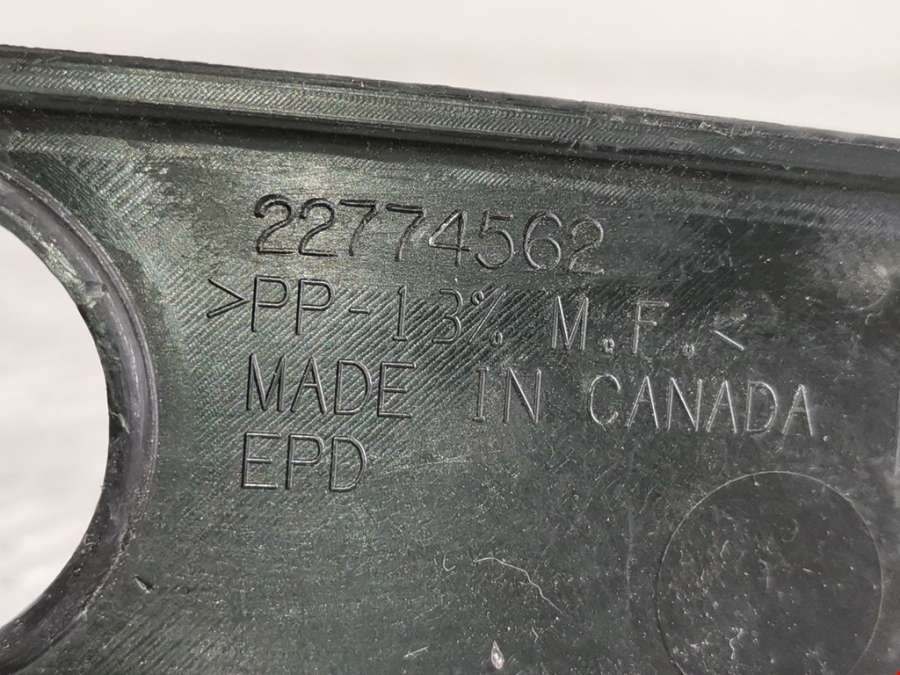 22774562
>PP-13% M.F.<
MADE IN CANADA
EPD